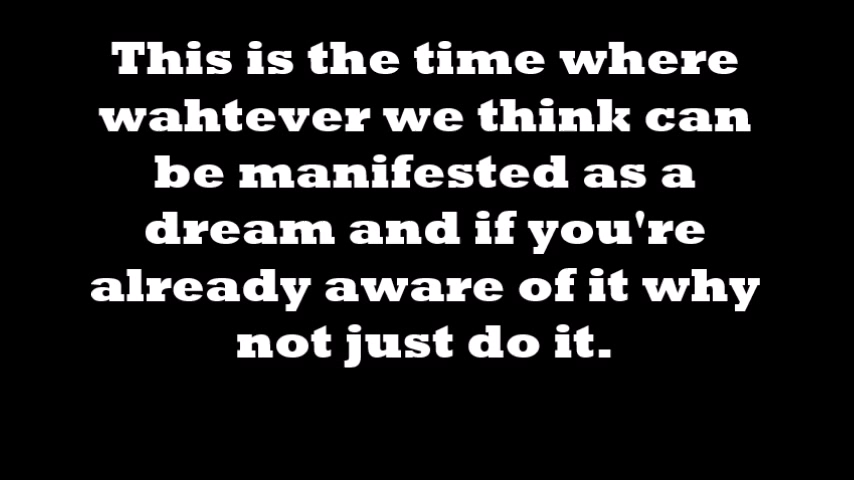 This is the time where
wahtever we think can
be manifested as a
dream and if you're
already aware of it why
not just do it.